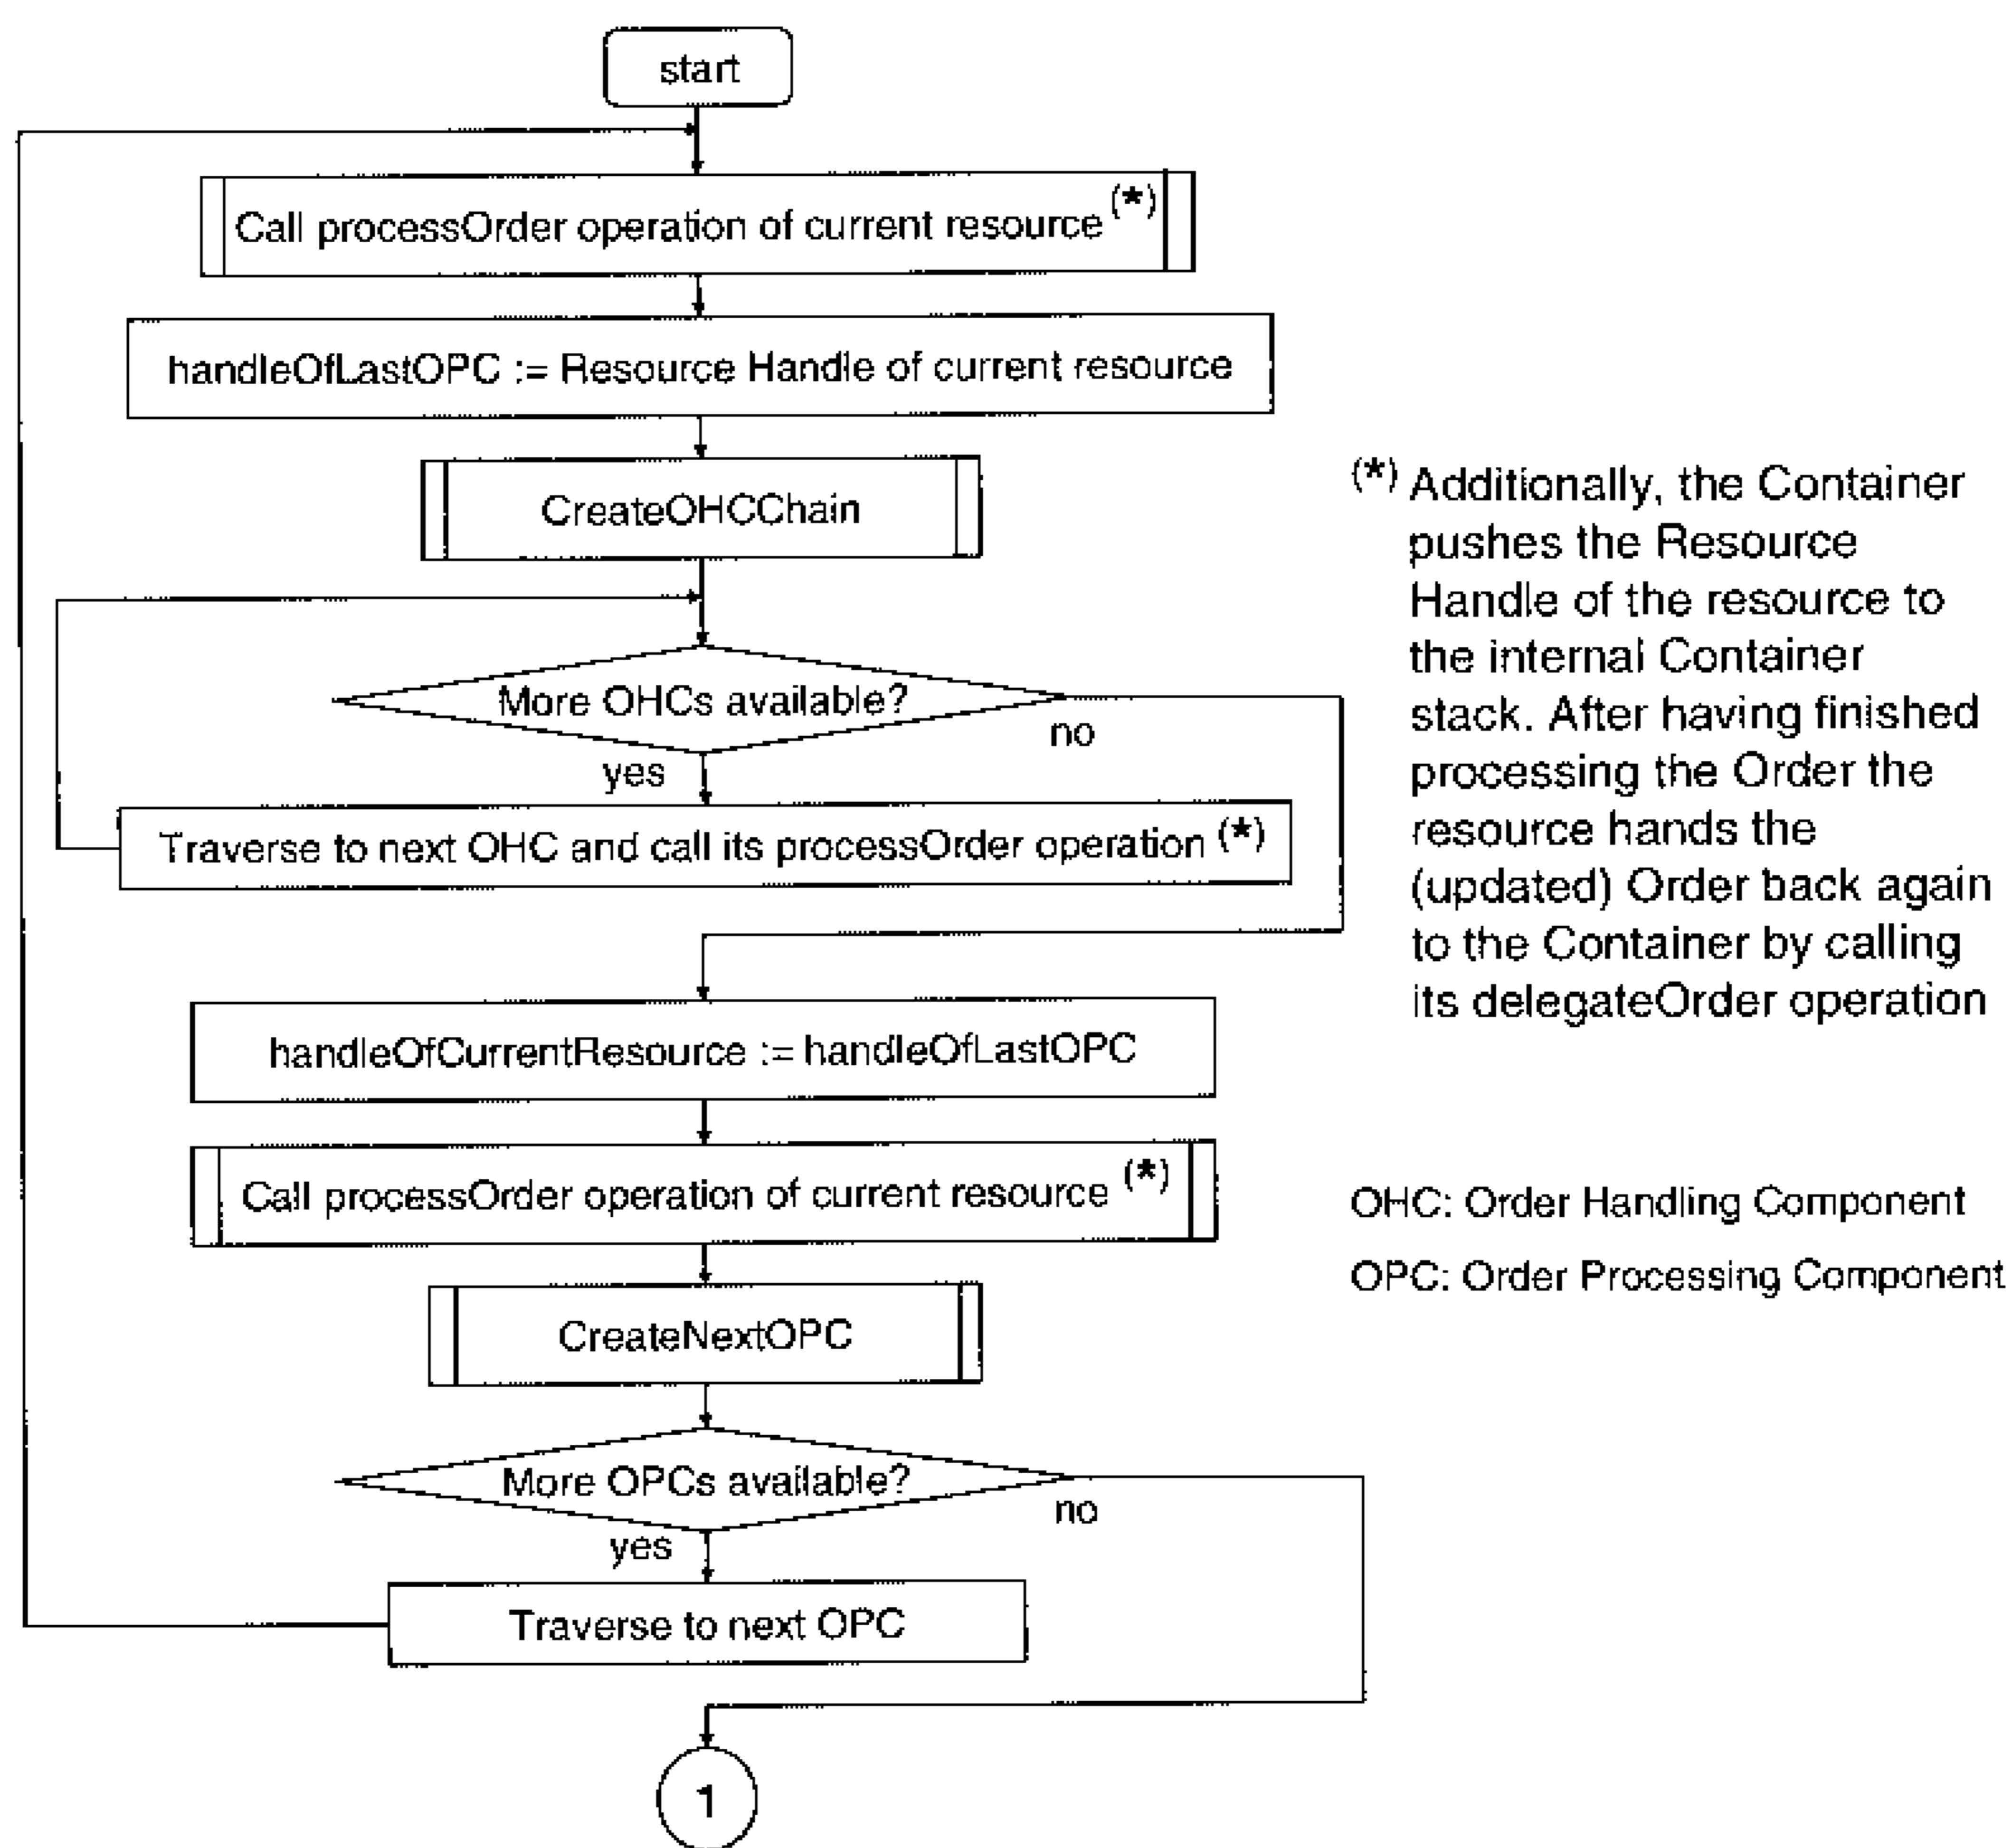 start
Call processOrder operation of current resource (*)
handleOfLastOPC := Resource Handle of current resource
CreateOHCChain
More OHCs available?
no
yes
Traverse to next OHC and call its processOrder operation (*)
handleOfCurrentResource := handleOfLastOPC
Call processOrder operation of current resource (*)
CreateNextOPC
More OPCs available?
no
yes
Traverse to next OPC
1
(*) Additionally, the Container
pushes the Resource
Handle of the resource to
the internal Container
stack. After having finished
processing the Order the
resource hands the
(updated) Order back again
to the Container by calling
its delegateOrder operation
OHC: Order Handling Component
OPC: Order Processing Component